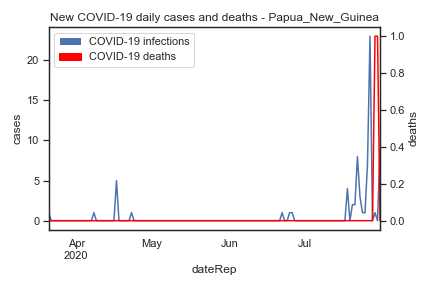 New COVID-19 daily cases and deaths - Papua_New_Guinea
COVID-19 infections
COVID-19 deaths
cases
20
15
10
5
0
deaths
1.0
0.8
0.6
0.4
0.2
0.0
Apr
2020
May
Jun
Jul
dateRep